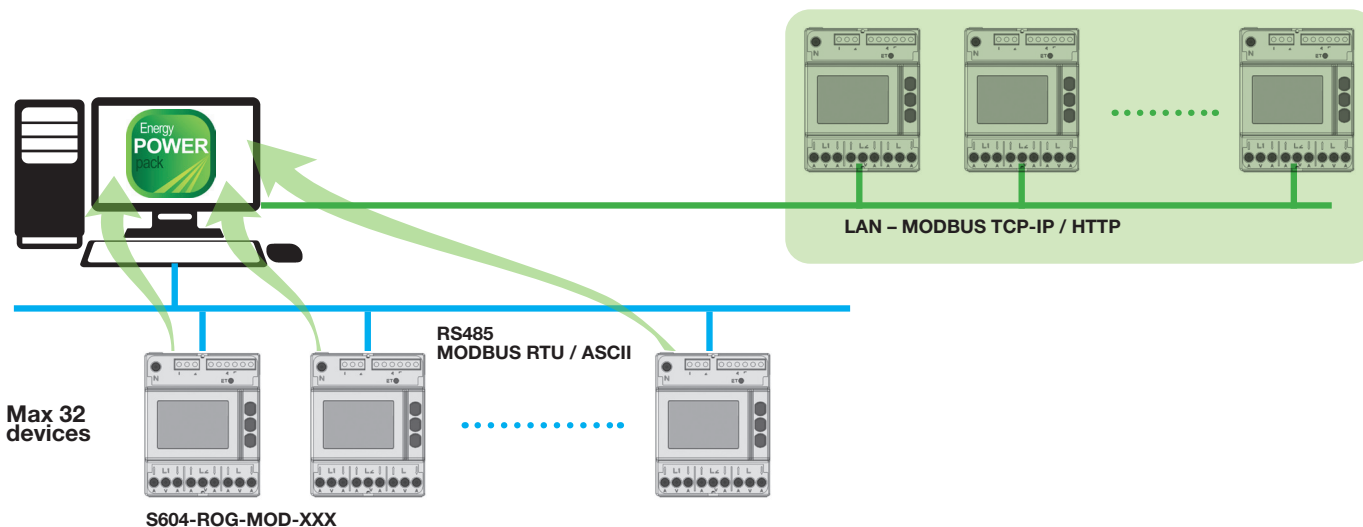 Energy
POWER
pack
LAN – MODBUS TCP-IP / HTTP
RS485
MODBUS RTU / ASCII
Max 32
devices
S604-ROG-MOD-XXX